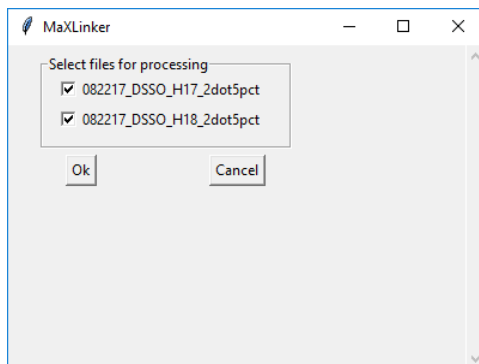 MaXLinker
Select files for processing
082217_DSSO_H17_2dot5pct
082217_DSSO_H18_2dot5pct
Ok
Cancel